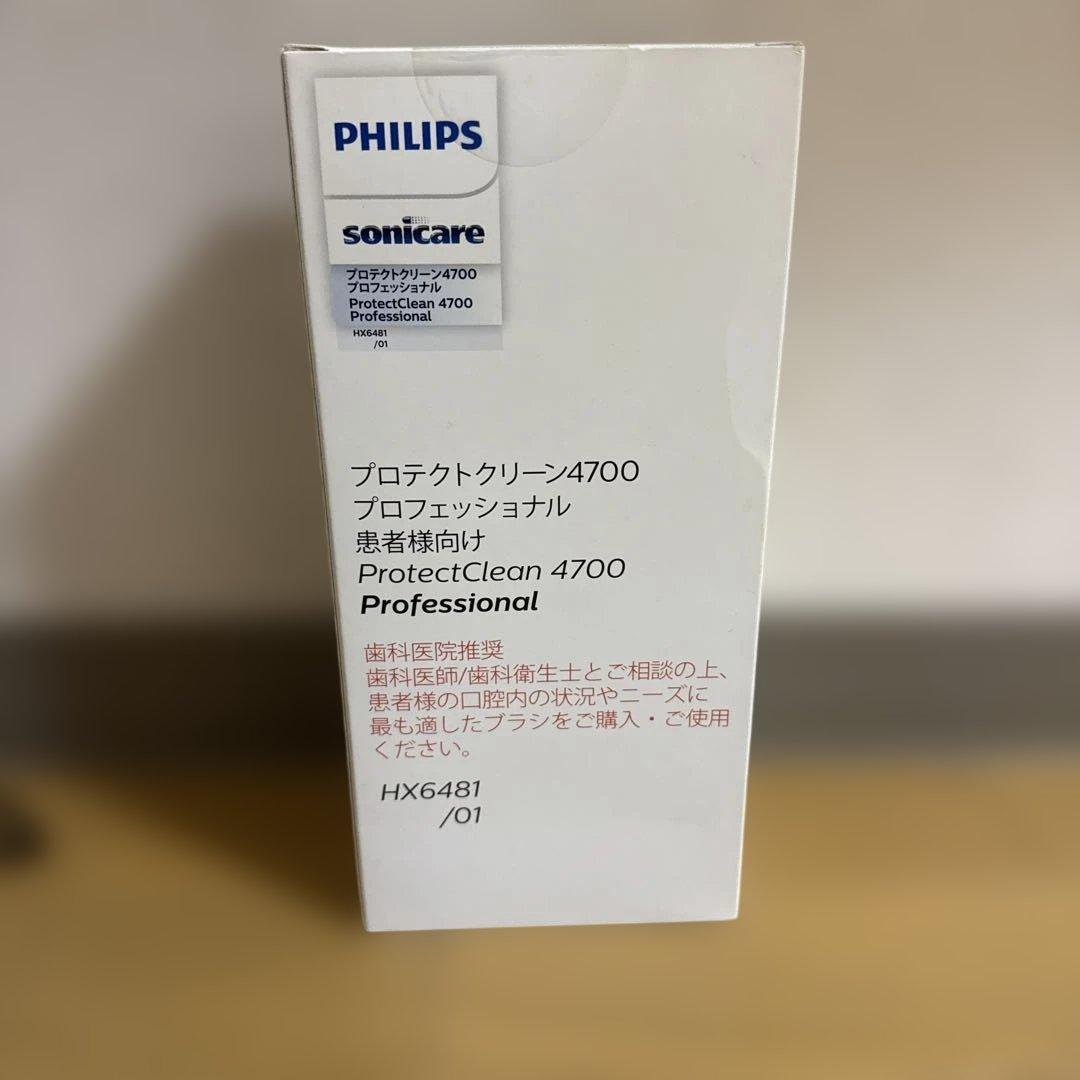 PHILIPS
sonicare
プロテクトクリーン4700
プロフェッショナル
ProtectClean 4700
Professional
HX6481
/01
プロテクトクリーン4700
プロフェッショナル
患者様向け
ProtectClean 4700
Professional
歯科医院推奨
歯科医師/歯科衛生士とご相談の上、
患者様の口腔内の状況やニーズに
最も適したブラシをご購入・ご使用
ください。
HX6481
/01